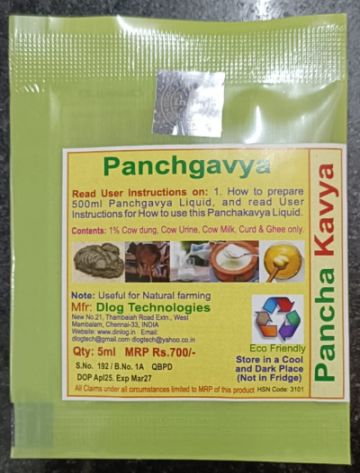 Panchgavya
Read User Instructions on: 1. How to prepare
500ml Panchgavya Liquid, and read User
Instructions for How to use this Panchakavya Liquid.
Contents: 1% Cow dung, Cow Urine, Cow Milk, Curd & Ghee only.
Note: Useful for Natural farming
Mfr: Dlog Technologies
New No.21, Thambaiah Road Extn., West
Mambalam, Chennai-33, INDIA
Website: www.dinlog.in Email:
dlogtech@gmail.com dlogtech@yahoo.co.in
Qty: 5ml MRP Rs.700/-
S.No. 192 / B.No. 1A QBPD
DOP Apl25. Exp Mar27
Eco Friendly
Store in a Cool
and Dark Place
(Not in Fridge)
All Claims under all circumstances limited to MRP of this product
HSN Code: 3101
Pancha Kavya